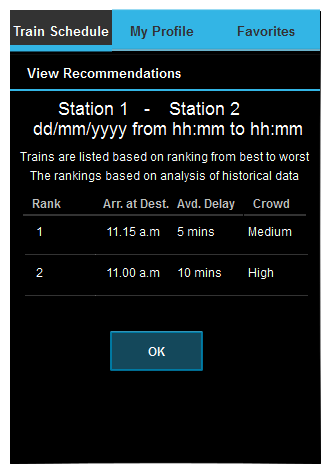 Train Schedule My Profile Favorites
View Recommendations
Station 1 - Station 2
dd/mm/yyyy from hh:mm to hh:mm
Trains are listed based on ranking from best to worst
The rankings based on analysis of historical data
Rank Arr. at Dest. Avd. Delay Crowd
1 11.15 a.m 5 mins Medium
2 11.00 a.m 10 mins High
OK